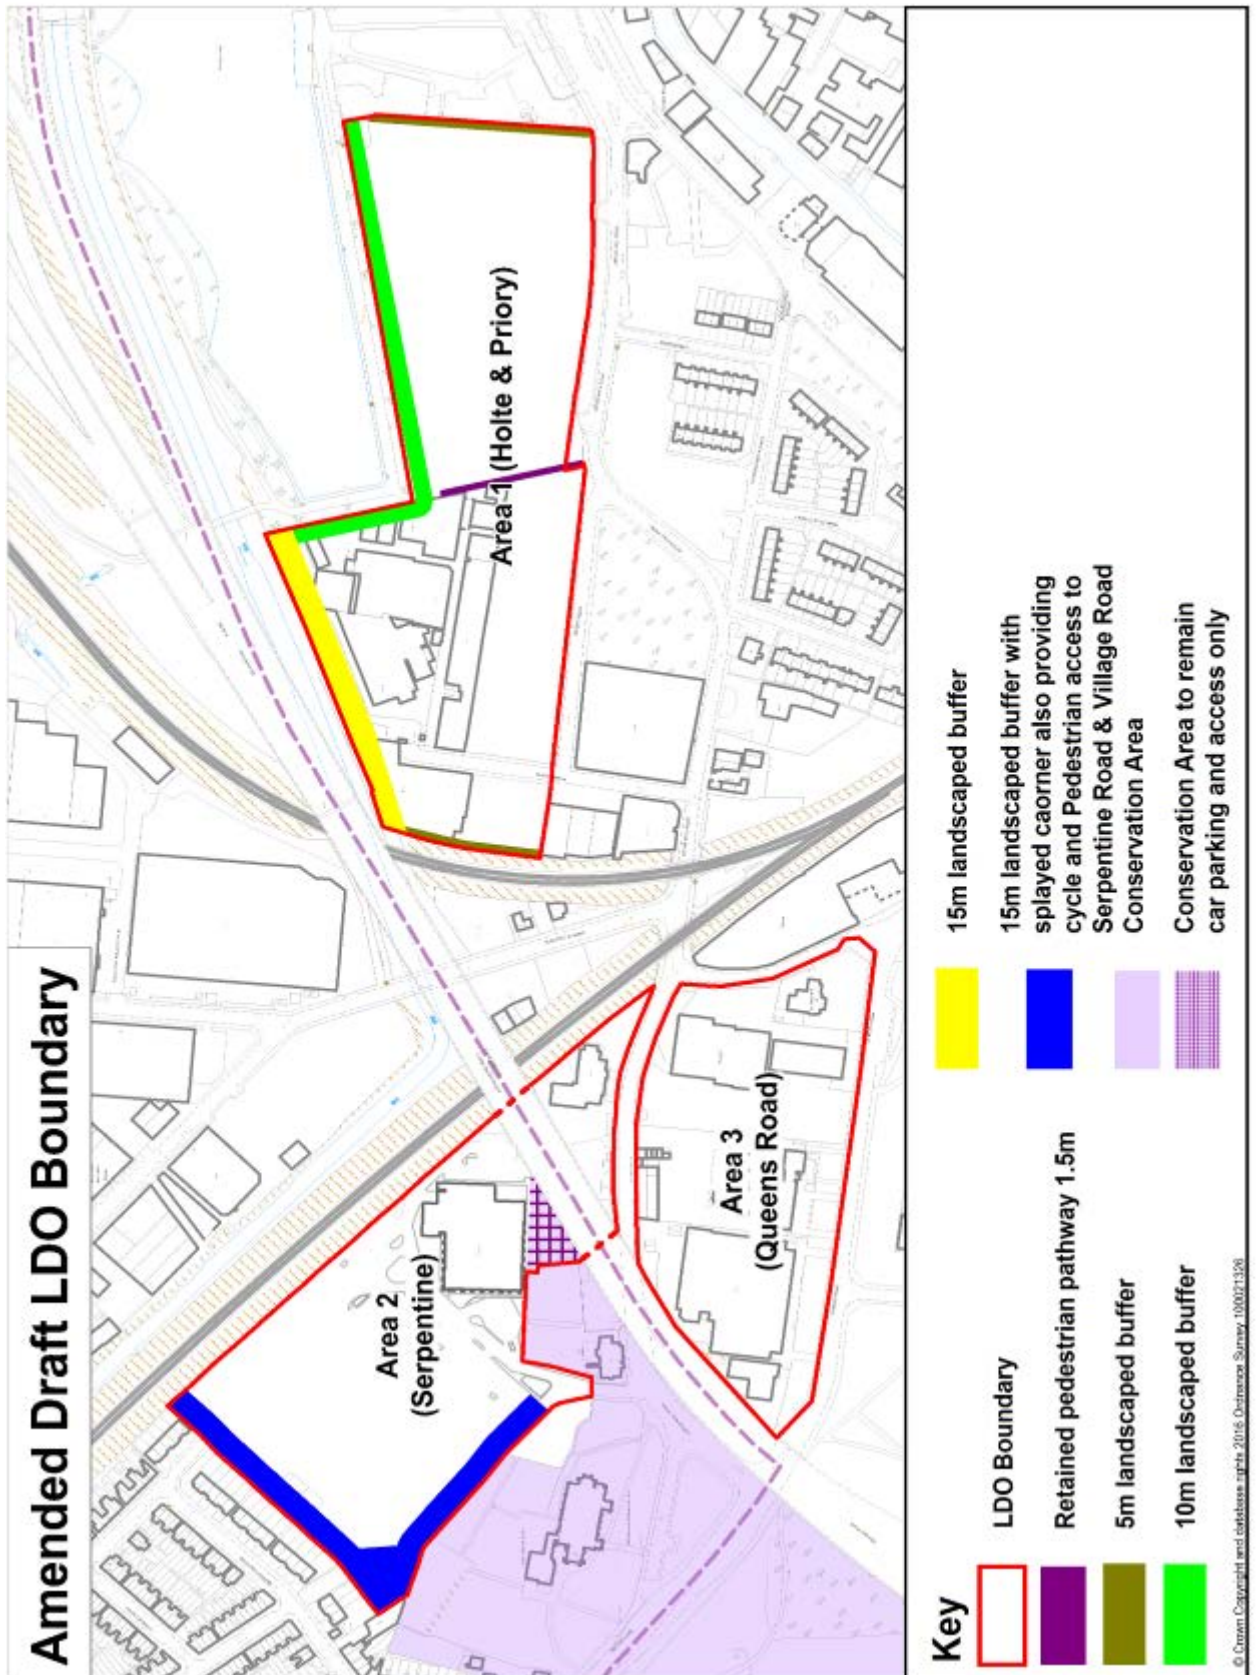 Amended Draft LDO Boundary
Area 1 (Holte & Priory)
Area 2
(Serpentine)
Area 3
(Queens Road)
Key
LDO Boundary
Retained pedestrian pathway 1.5m
5m landscaped buffer
10m landscaped buffer
15m landscaped buffer
15m landscaped buffer with
splayed caorner also providing
cycle and Pedestrian access to
Serpentine Road & Village Road
Conservation Area
Conservation Area to remain
car parking and access only
© Crown Copyright and database rights 2016 Ordnance Survey 100021326